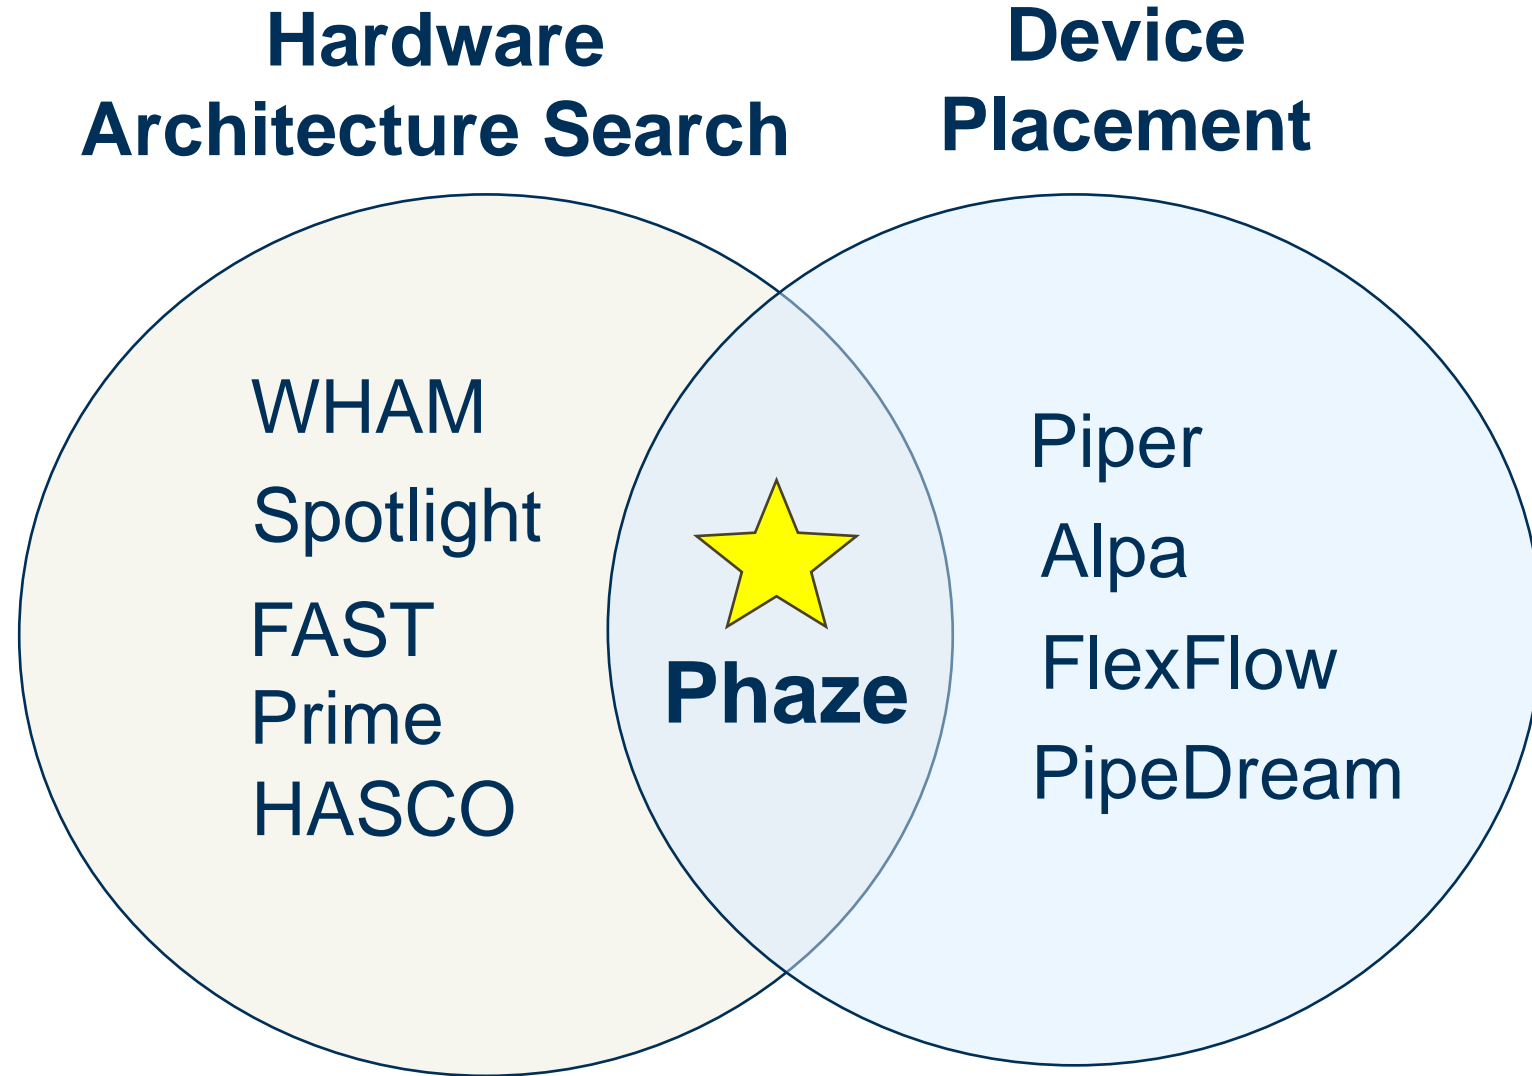 Hardware
Architecture Search
Device
Placement
WHAM
Spotlight
FAST
Prime
HASCO
Phaze
Piper
Alpa
FlexFlow
PipeDream